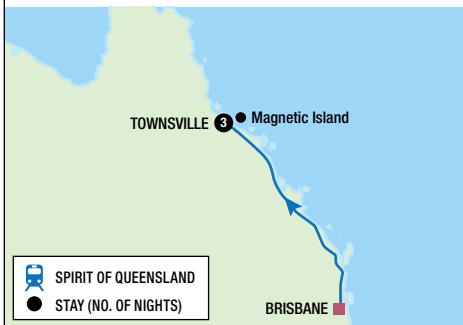 TOWNSVILLE 3 Magnetic Island
SPIRIT OF QUEENSLAND
STAY (NO. OF NIGHTS)
BRISBANE